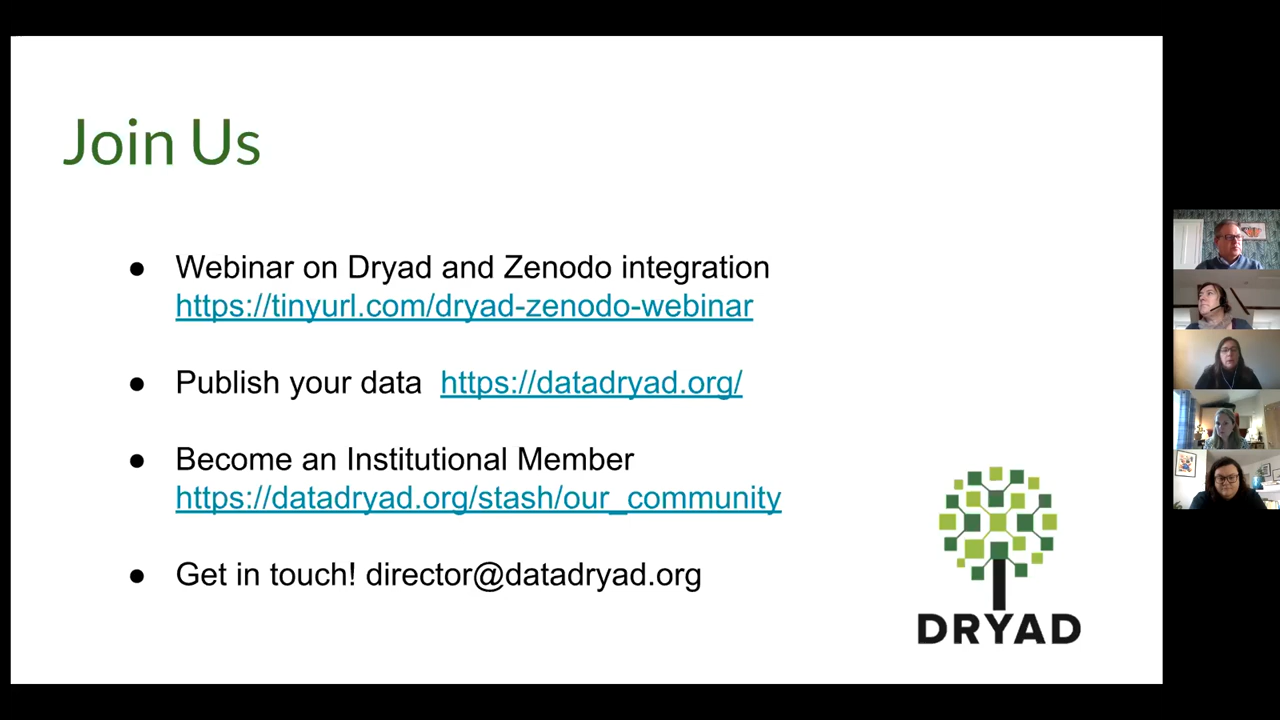 Join Us
● Webinar on Dryad and Zenodo integration
https://tinyurl.com/dryad-zenodo-webinar
● Publish your data https://datadryad.org/
● Become an Institutional Member
https://datadryad.org/stash/our_community
● Get in touch! director@datadryad.org
DRYAD